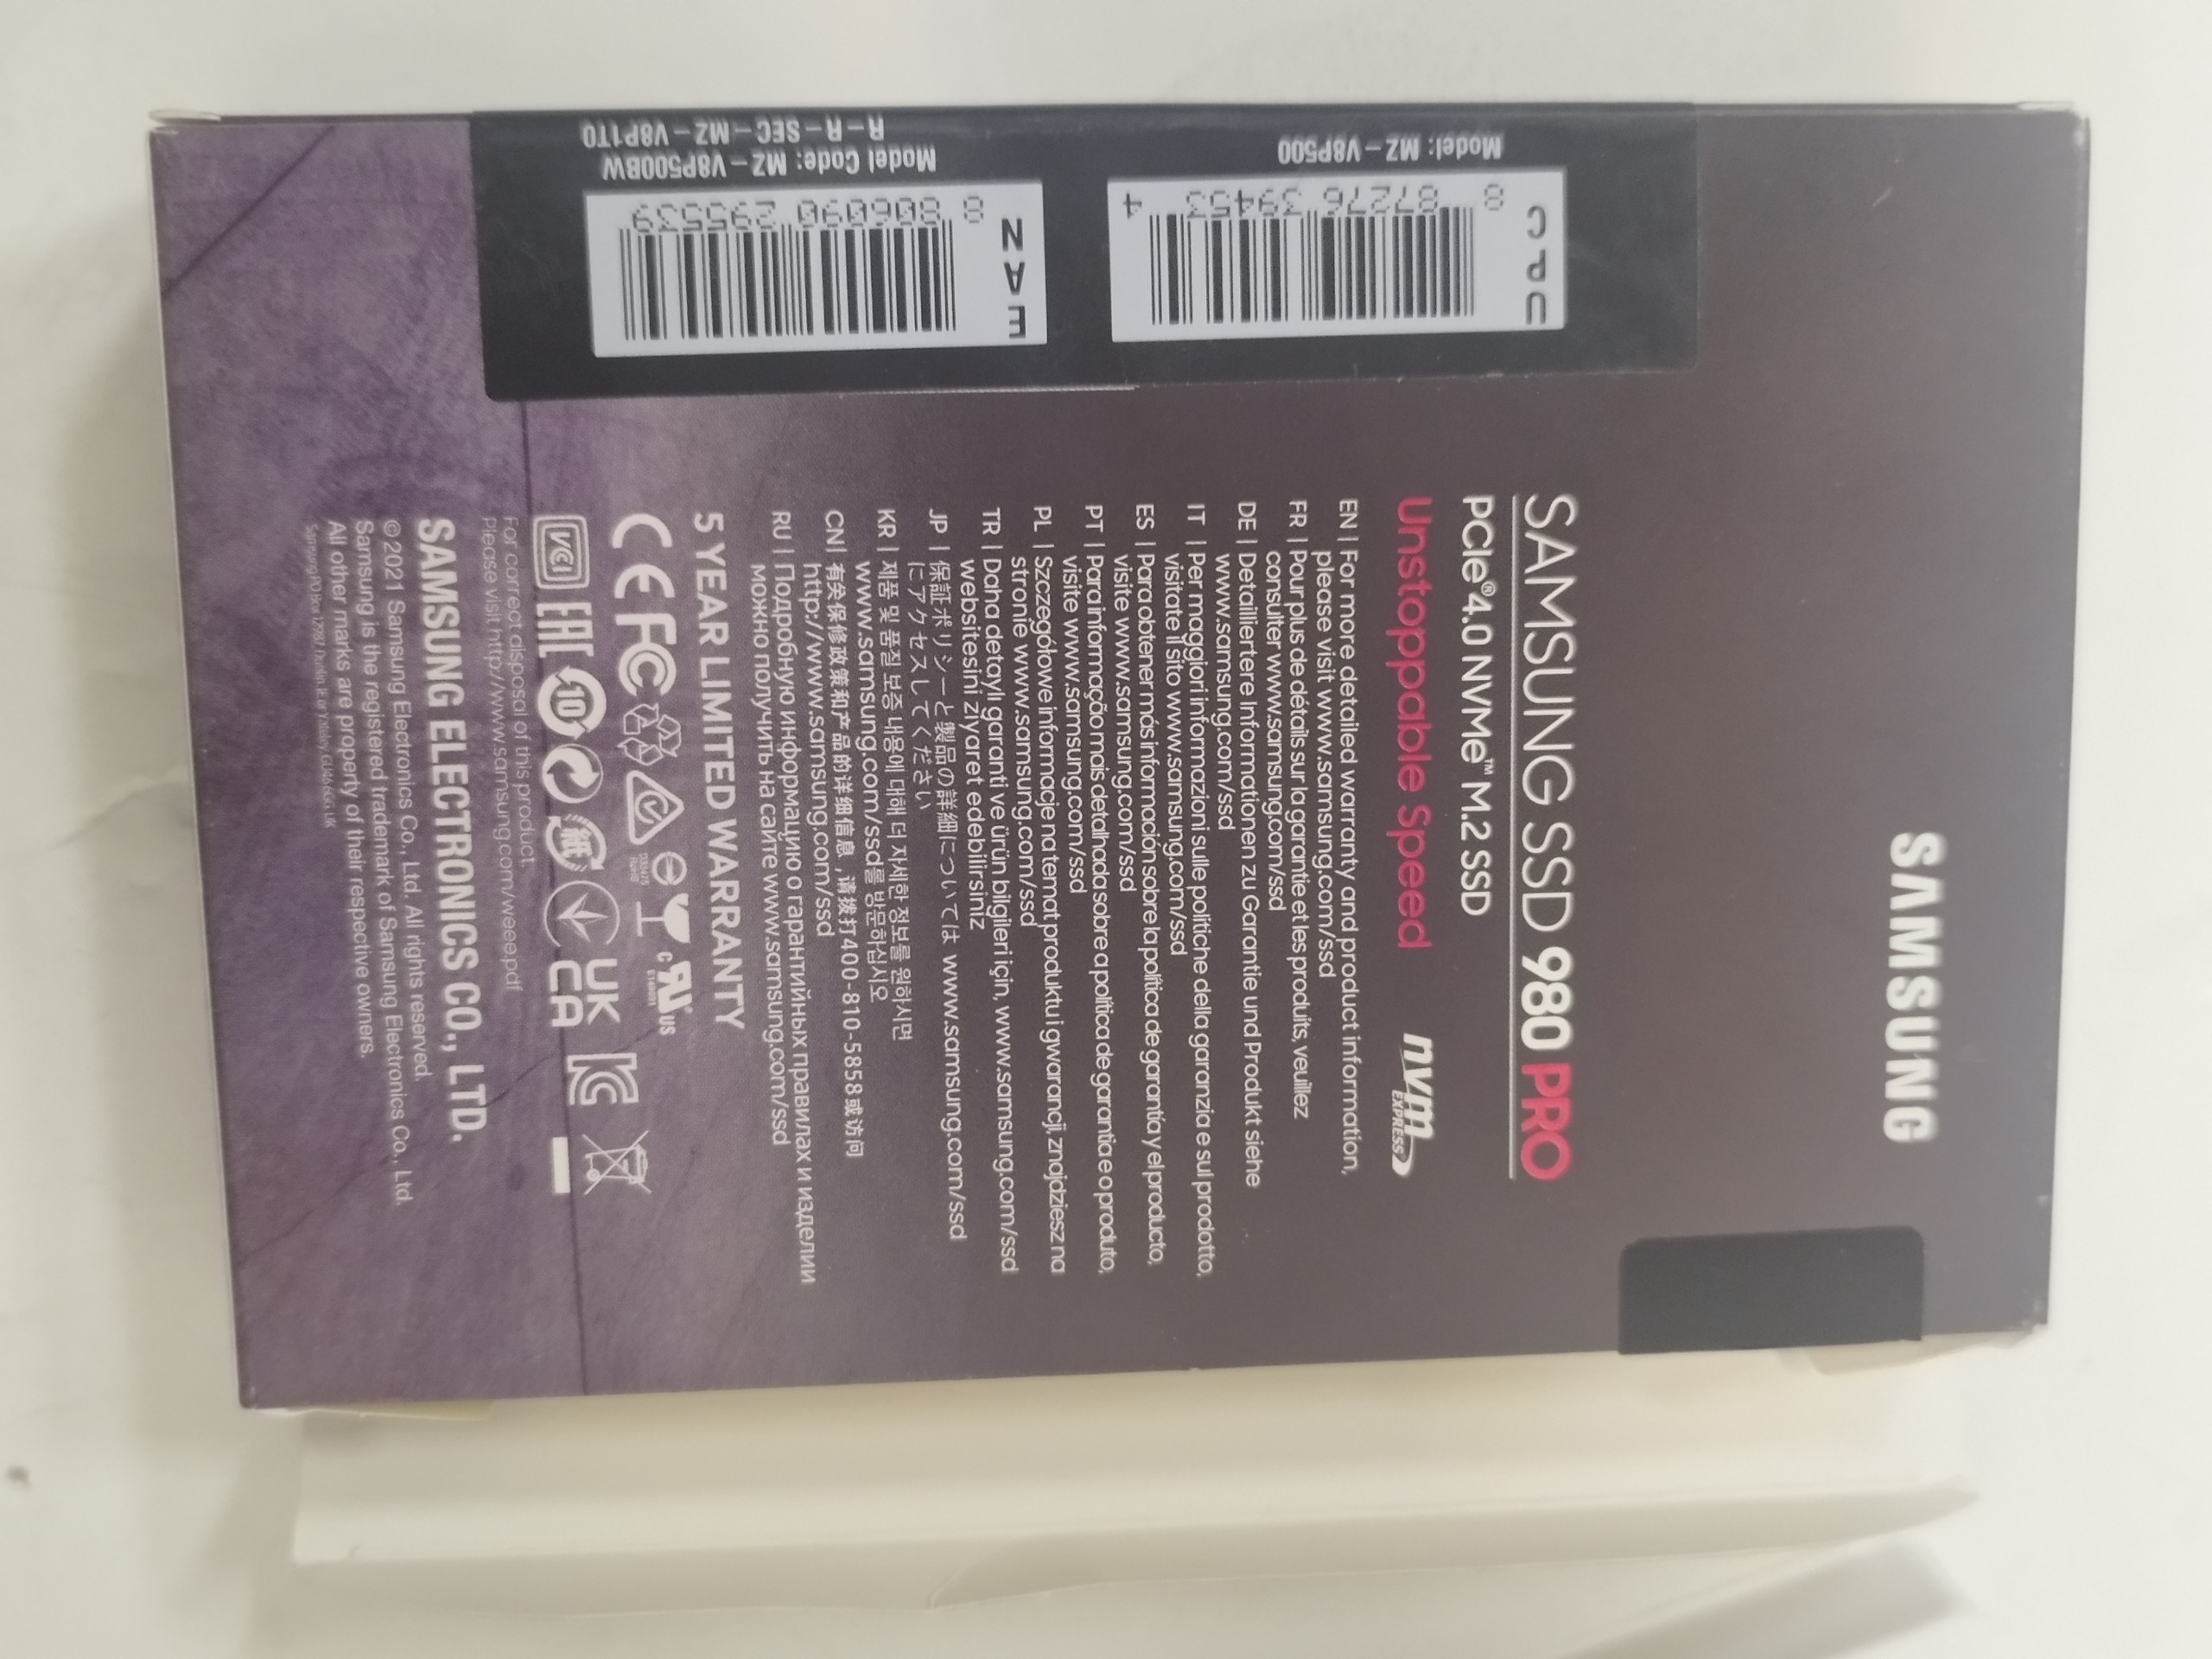 SAMSUNG
SAMSUNG SSD 980 PRO
PCIe® 4.0 NVMe™ M.2 SSD
Unstoppable Speed
nvm
EXPRESS
EN | For more detailed warranty and product information,
please visit www.samsung.com/ssd
FR | Pour plus de détails sur la garantie et les produits, veuillez
consulter www.samsung.com/ssd
DE | Detailliertere Informationen zu Garantie und Produkt siehe
www.samsung.com/ssd
IT | Per maggiori informazioni sulle politiche della garanzia e sul prodotto,
visitate il sito www.samsung.com/ssd
ES | Para obtener más información sobre la política de garantía y el producto,
visite www.samsung.com/ssd
PT | Para informação mais detalhada sobre a política de garantia e o produto,
visite www.samsung.com/ssd
PL | Szczegółowe informacje na temat produktu i gwarancji, znajdziesz na
stronie www.samsung.com/ssd
TR | Daha detaylı garanti ve ürün bilgileri için, www.samsung.com/ssd
websitesini ziyaret edebilirsiniz
JP | 保証ポリシーと製品の詳細については www.samsung.com/ssd
にアクセスしてください
KR | 제품 및 품질 보증 내용에 대해 더 자세한 정보를 원하시면
www.samsung.com/ssd를 방문하십시오
CN | 有关保修政策和产品的详细信息,请拨打400-810-5858或访问
http://www.samsung.com/ssd
RU | Подробную информацию о гарантийных правилах и изделии
можно получить на сайте www.samsung.com/ssd
5 YEAR LIMITED WARRANTY
CE FC
c UR US
E149091
VCI EAC 10 紙 UK CA
For correct disposal of this product.
Please visit http://www.samsung.com/weee.pdf
SAMSUNG ELECTRONICS CO., LTD.
©2021 Samsung Electronics Co., Ltd. All rights reserved.
Samsung is the registered trademark of Samsung Electronics Co., Ltd.
All other marks are property of their respective owners.
UPC
8 87276 39453 4
Model: MZ-V8P500
EAN
8 806090 295539
Model Code: MZ-V8P500BW
R-R-SEC-MZ-V8P1T0